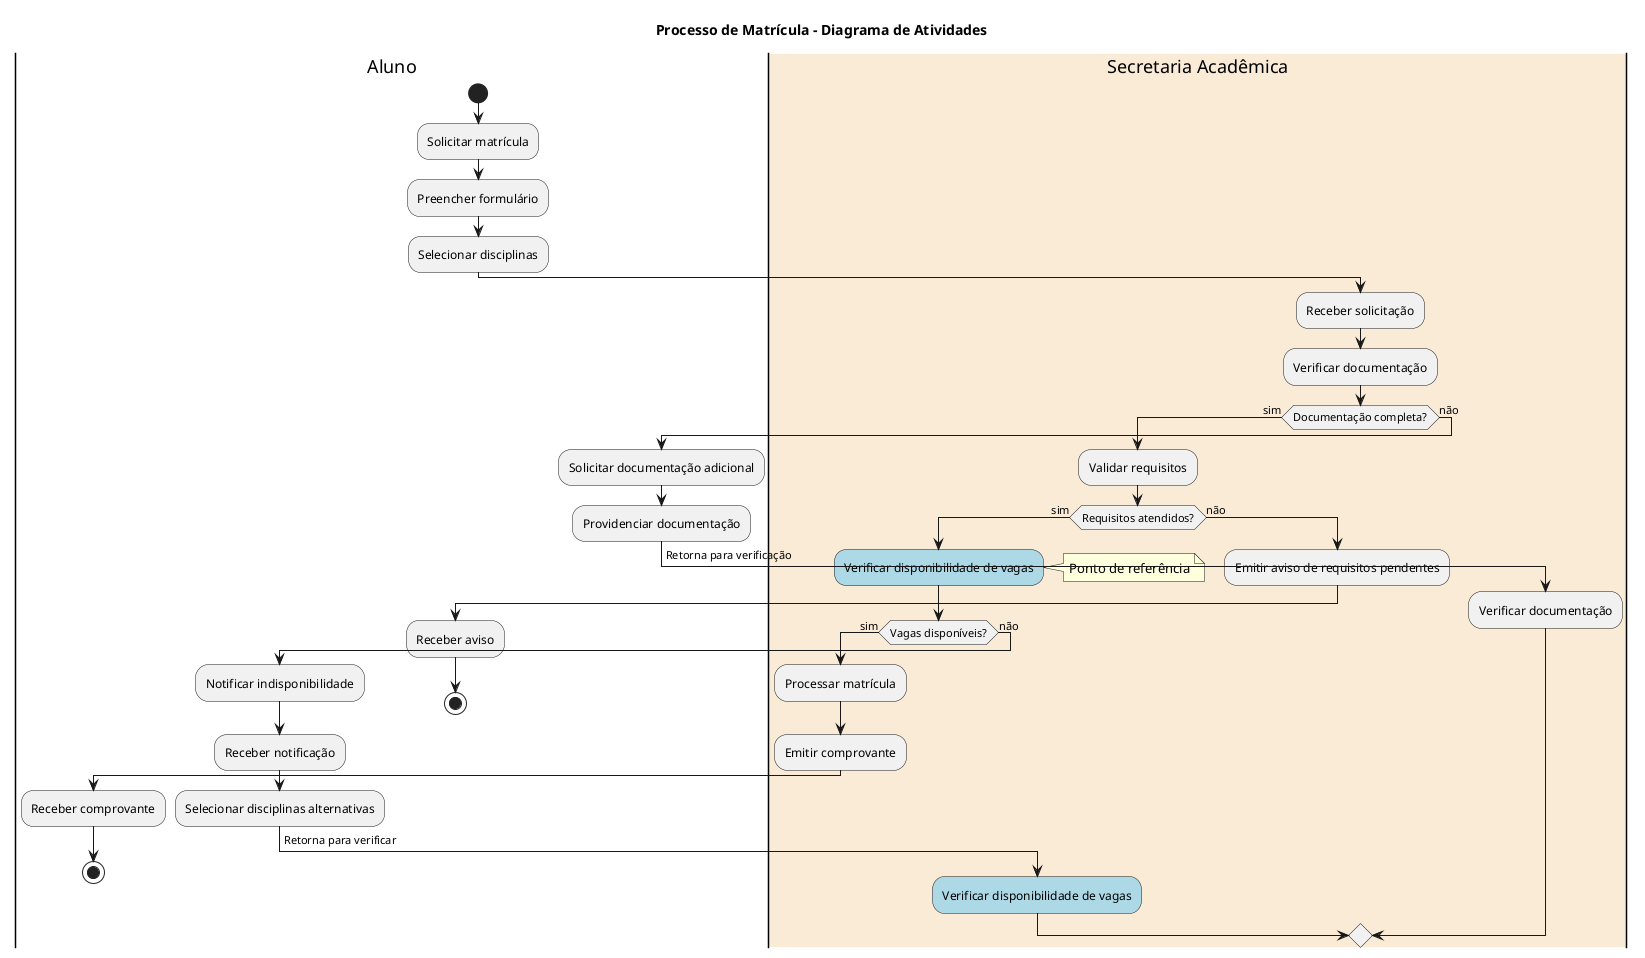 Processo de Matrícula - Diagrama de Atividades
Aluno
Secretaria Acadêmica
Solicitar matrícula
Preencher formulário
Selecionar disciplinas
Receber solicitação
Verificar documentação
sim
Documentação completa?
não
Solicitar documentação adicional
Validar requisitos
Providenciar documentação
sim
Requisitos atendidos?
não
Retorna para verificação
Verificar disponibilidade de vagas
Ponto de referência
Emitir aviso de requisitos pendentes
Verificar documentação
Receber aviso
sim
Vagas disponíveis?
não
Notificar indisponibilidade
Processar matrícula
Receber notificação
Emitir comprovante
Receber comprovante
Selecionar disciplinas alternativas
Retorna para verificar
Verificar disponibilidade de vagas